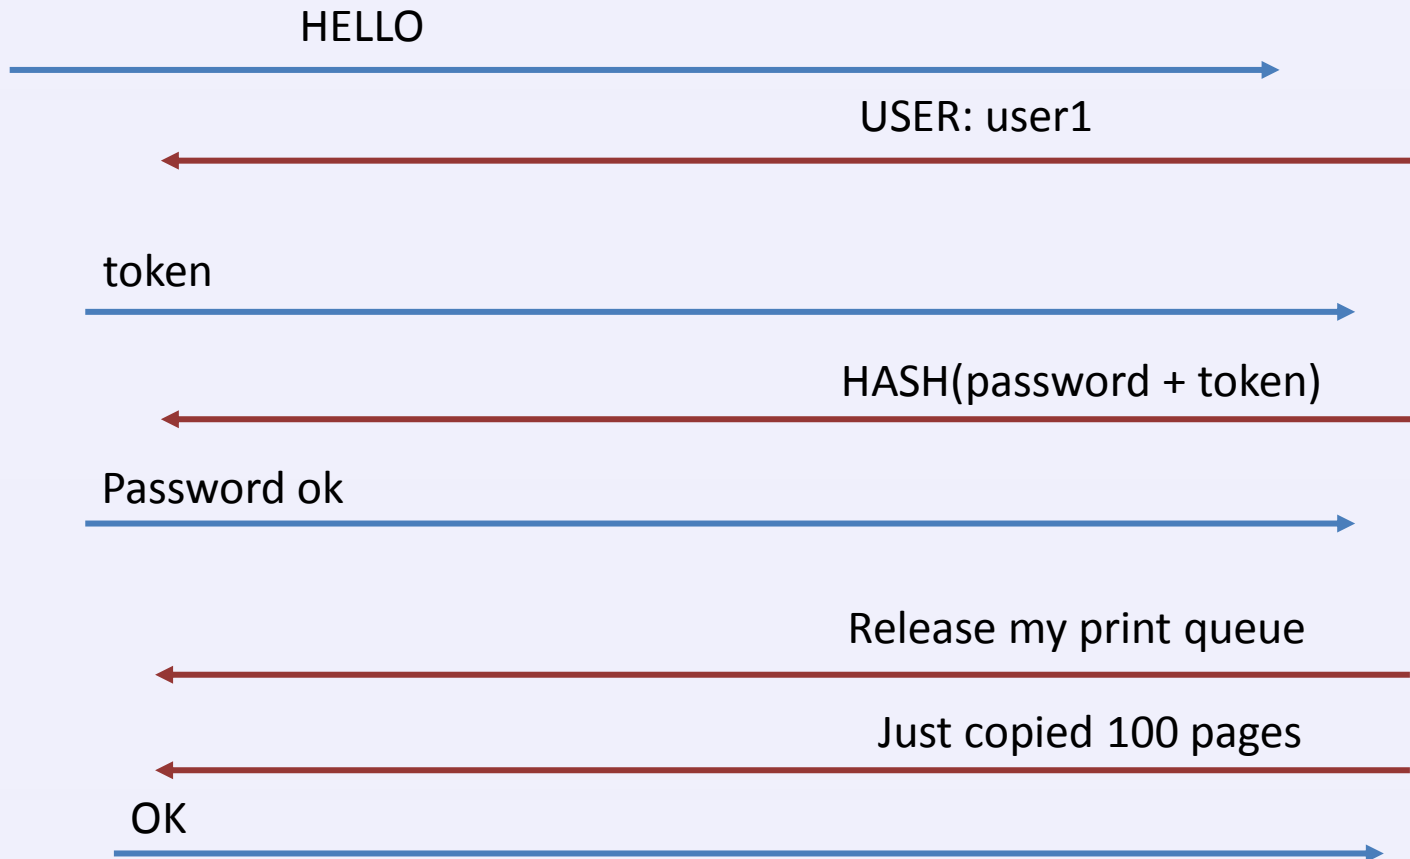 HELLO
USER: user1
token
HASH(password + token)
Password ok
Release my print queue
Just copied 100 pages
OK